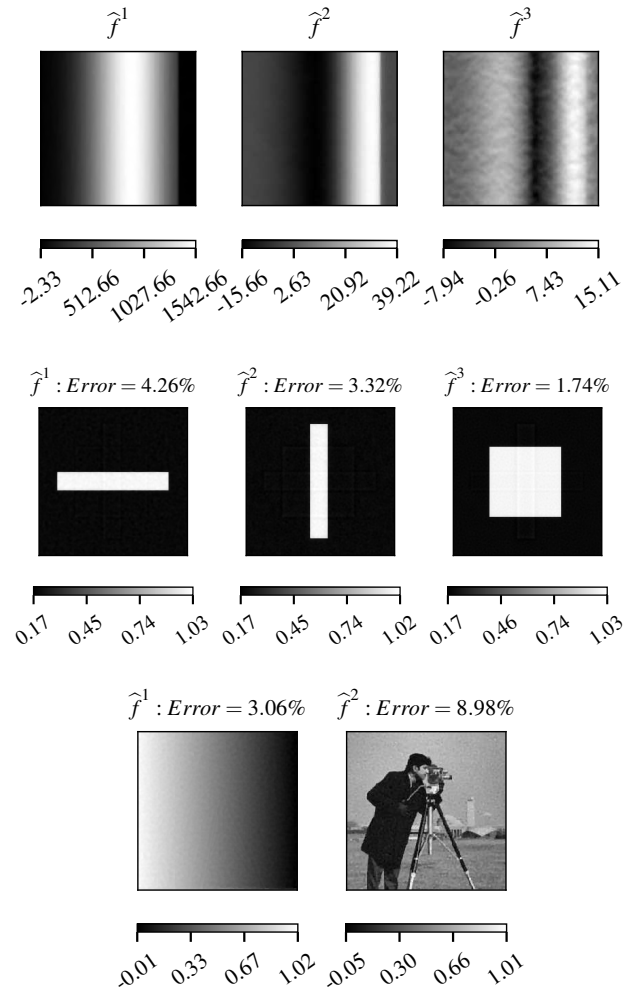 f̂¹ f̂² f̂³
-2.33 512.66 1027.66 1542.66 -15.66 2.63 20.92 39.22 -7.94 -0.26 7.43 15.11
f̂¹ : Error = 4.26% f̂² : Error = 3.32% f̂³ : Error = 1.74%
0.17 0.45 0.74 1.03 0.17 0.45 0.74 1.02 0.17 0.46 0.74 1.03
f̂¹ : Error = 3.06% f̂² : Error = 8.98%
-0.01 0.33 0.67 1.02 -0.05 0.30 0.66 1.01